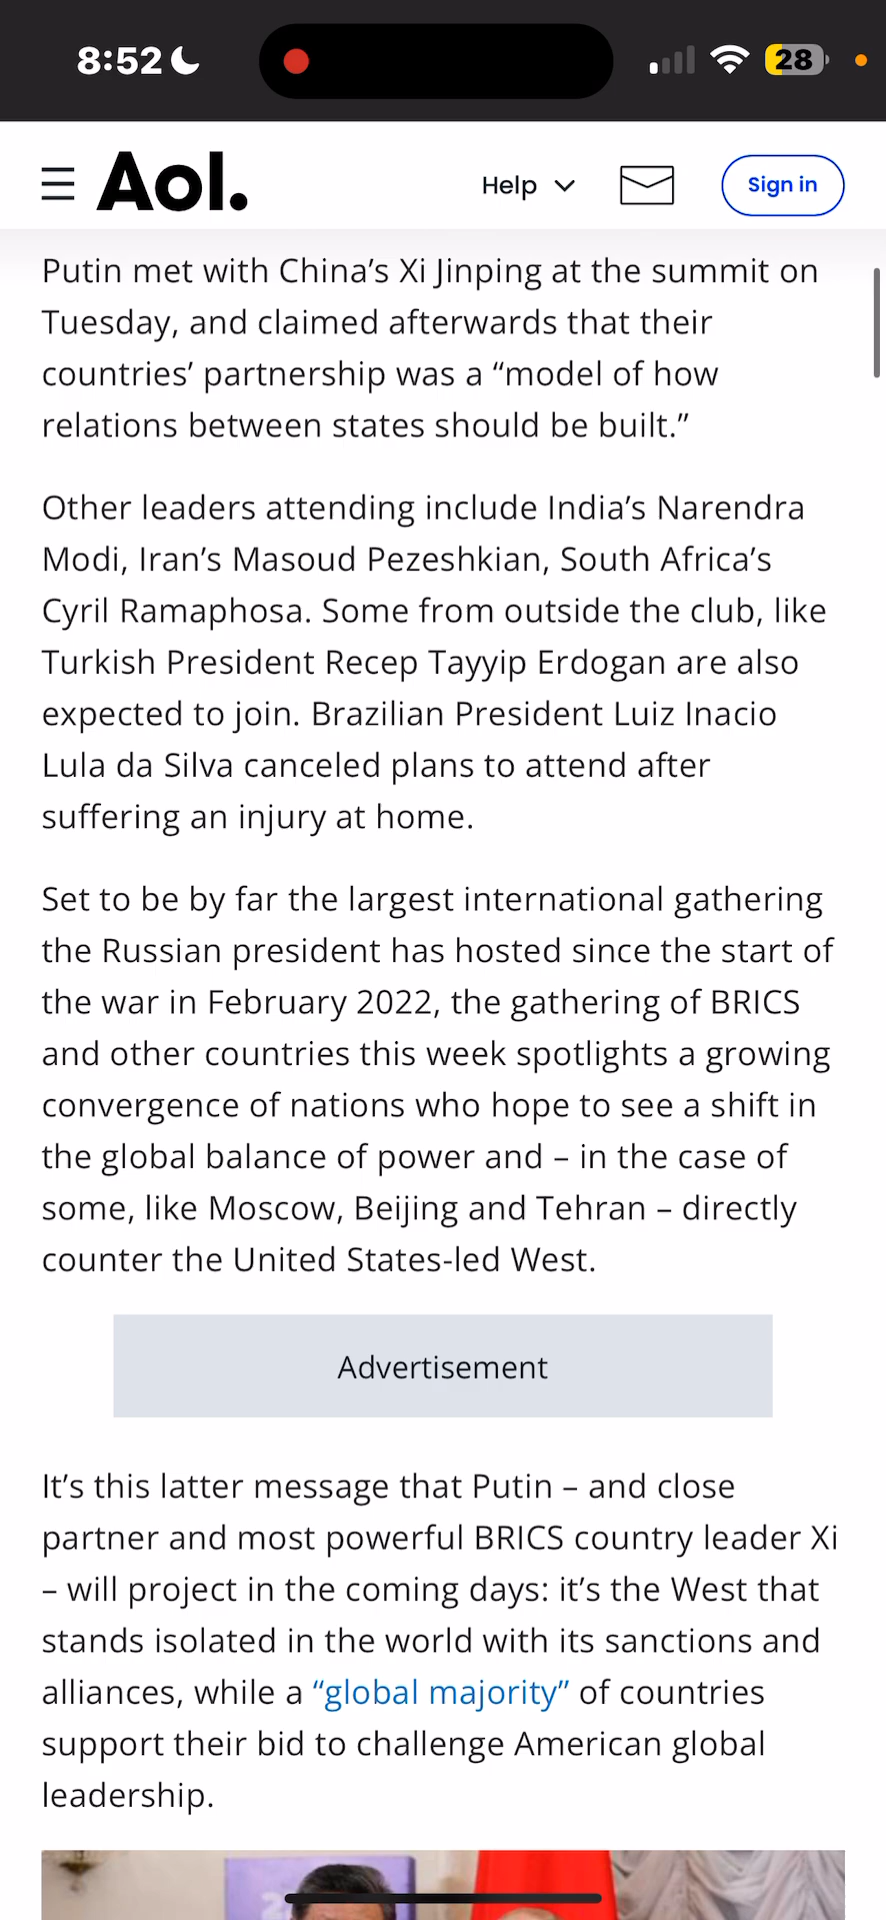 8:52
28
Aol.
Help
Sign in
Putin met with China’s Xi Jinping at the summit on
Tuesday, and claimed afterwards that their
countries’ partnership was a “model of how
relations between states should be built.”
Other leaders attending include India’s Narendra
Modi, Iran’s Masoud Pezeshkian, South Africa’s
Cyril Ramaphosa. Some from outside the club, like
Turkish President Recep Tayyip Erdogan are also
expected to join. Brazilian President Luiz Inacio
Lula da Silva canceled plans to attend after
suffering an injury at home.
Set to be by far the largest international gathering
the Russian president has hosted since the start of
the war in February 2022, the gathering of BRICS
and other countries this week spotlights a growing
convergence of nations who hope to see a shift in
the global balance of power and – in the case of
some, like Moscow, Beijing and Tehran – directly
counter the United States-led West.
Advertisement
It’s this latter message that Putin – and close
partner and most powerful BRICS country leader Xi
– will project in the coming days: it’s the West that
stands isolated in the world with its sanctions and
alliances, while a “global majority” of countries
support their bid to challenge American global
leadership.